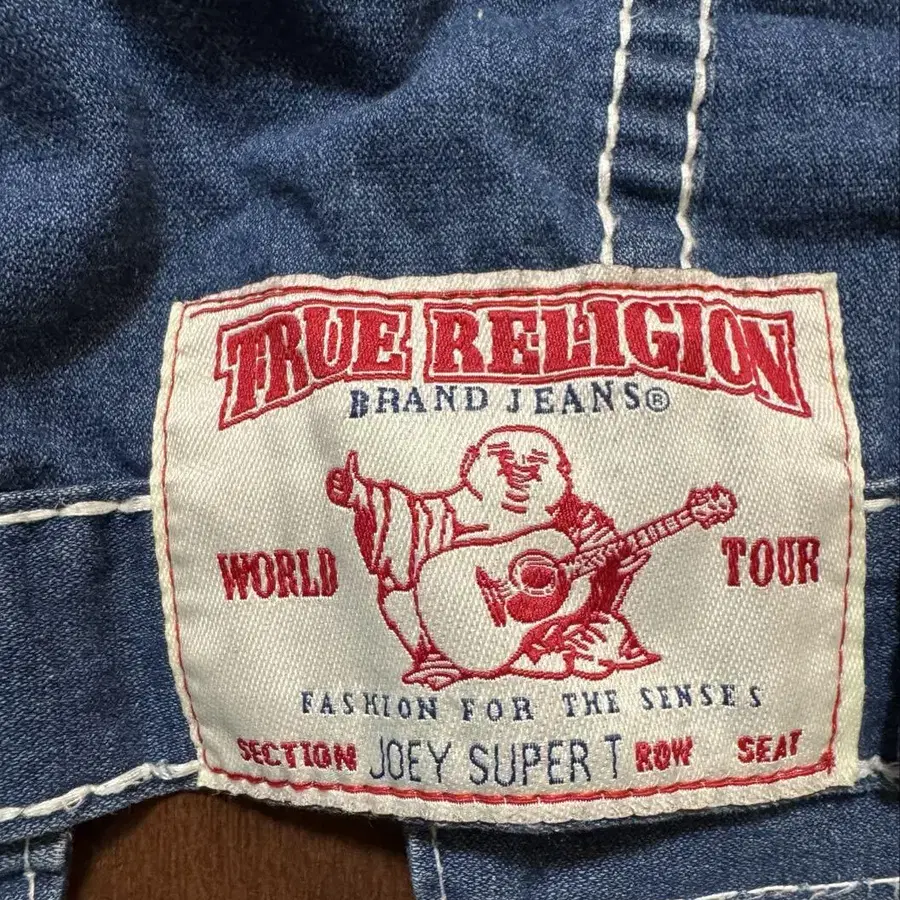 TRUE RELIGION
BRAND JEANS®
WORLD TOUR
FASHION FOR THE SENSES
SECTION JOEY SUPER T ROW SEAT